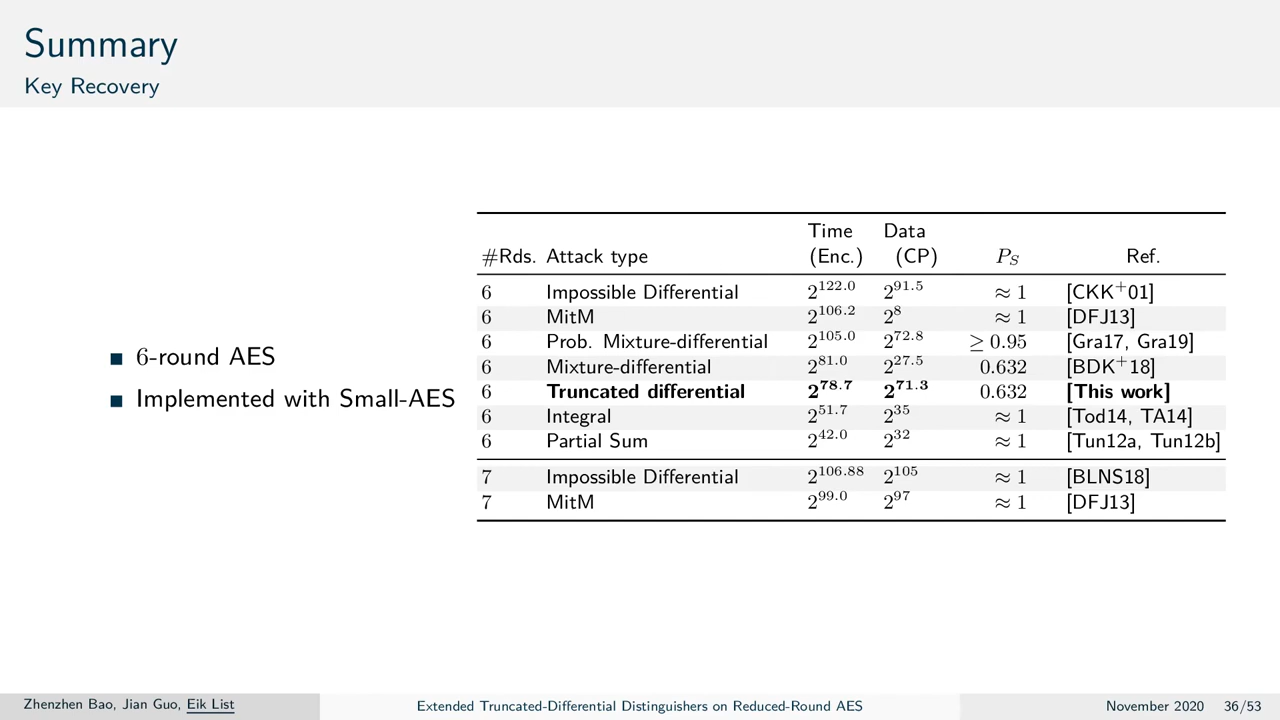 Summary
Key Recovery
6-round AES
Implemented with Small-AES
Time Data
#Rds. Attack type (Enc.) (CP) P_S Ref.
6 Impossible Differential 2^122.0 2^91.5 ≈ 1 [CKK^+01]
6 MitM 2^106.2 2^8 ≈ 1 [DFJ13]
6 Prob. Mixture-differential 2^105.0 2^72.8 ≥ 0.95 [Gra17, Gra19]
6 Mixture-differential 2^81.0 2^27.5 0.632 [BDK^+18]
6 Truncated differential 2^78.7 2^71.3 0.632 [This work]
6 Integral 2^51.7 2^35 ≈ 1 [Tod14, TA14]
6 Partial Sum 2^42.0 2^32 ≈ 1 [Tun12a, Tun12b]
7 Impossible Differential 2^106.88 2^105 ≈ 1 [BLNS18]
7 MitM 2^99.0 2^97 ≈ 1 [DFJ13]
Zhenzhen Bao, Jian Guo, Eik List Extended Truncated-Differential Distinguishers on Reduced-Round AES November 2020 36/53